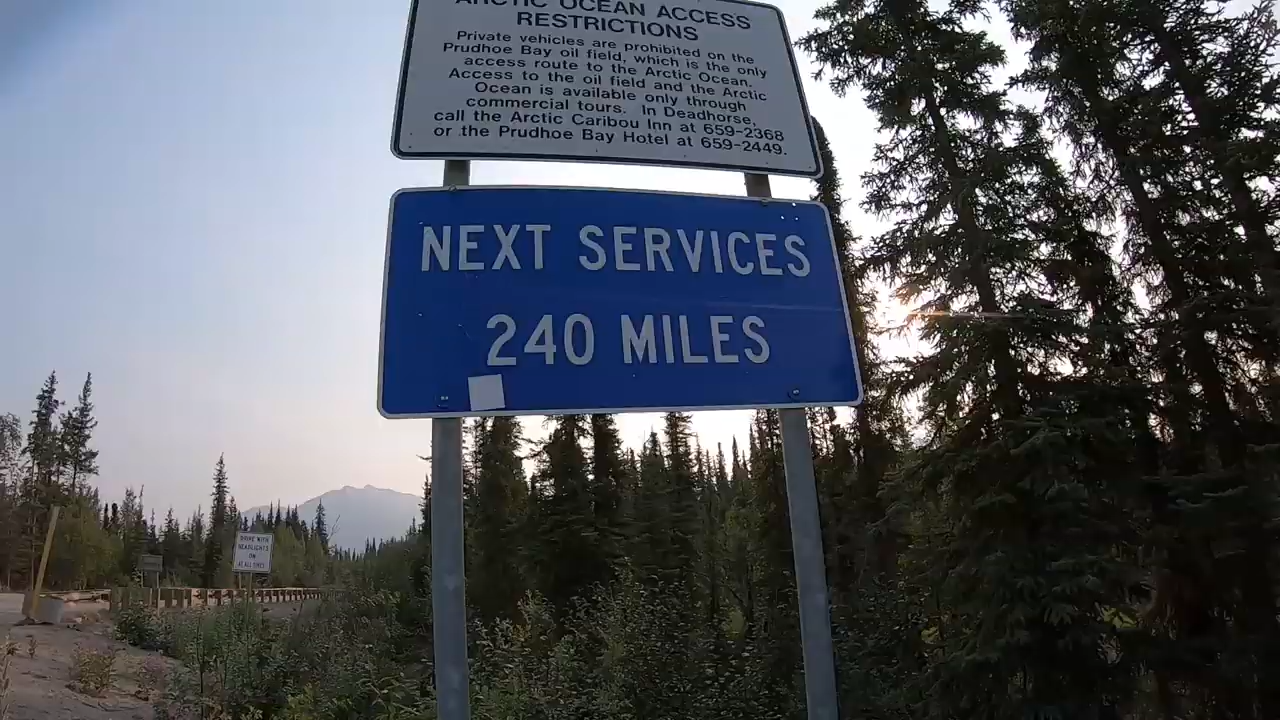 ARCTIC OCEAN ACCESS
RESTRICTIONS
Private vehicles are prohibited on the
Prudhoe Bay oil field, which is the only
access route to the Arctic Ocean.
Access to the oil field and the Arctic
Ocean is available only through
commercial tours. In Deadhorse,
call the Arctic Caribou Inn at 659-2368
or the Prudhoe Bay Hotel at 659-2449.
NEXT SERVICES
240 MILES
DRIVE WITH
HEADLIGHTS
ON
AT ALL TIMES